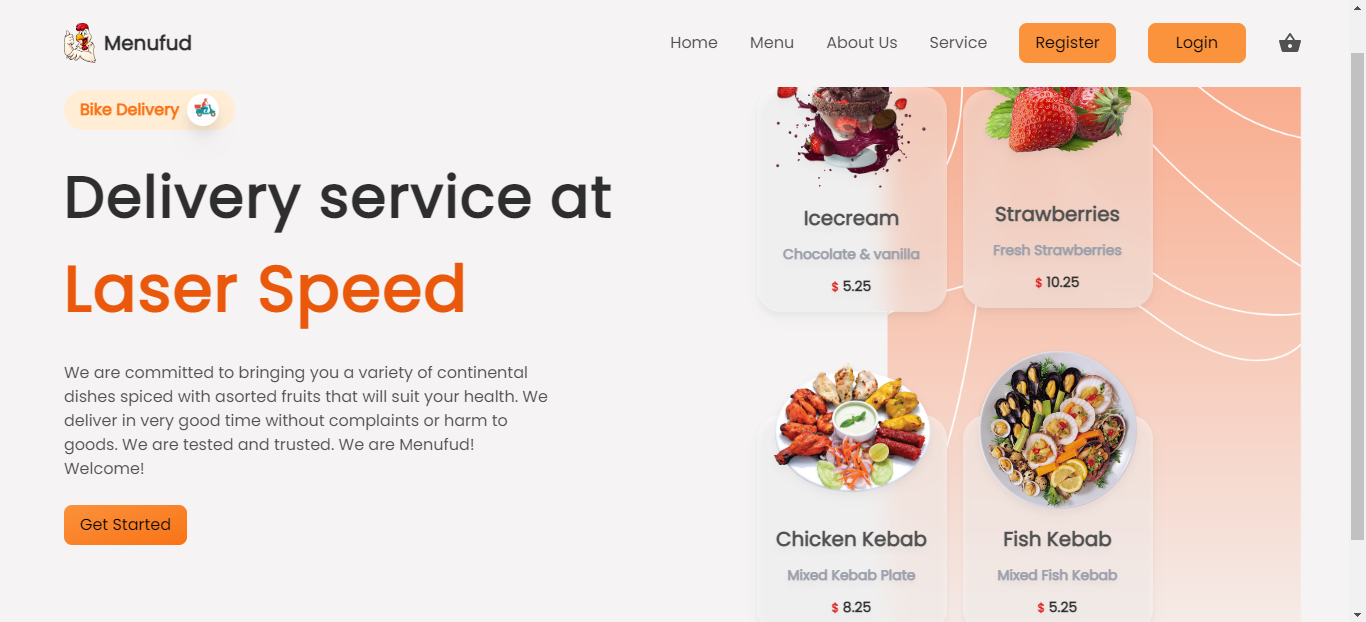 Menufud
Home
Menu
About Us
Service
Register
Login
Bike Delivery
Delivery service at
Laser Speed
We are committed to bringing you a variety of continental
dishes spiced with asorted fruits that will suit your health. We
deliver in very good time without complaints or harm to
goods. We are tested and trusted. We are Menufud!
Welcome!
Get Started
Icecream
Chocolate & vanilla
$ 5.25
Strawberries
Fresh Strawberries
$ 10.25
Chicken Kebab
Mixed Kebab Plate
$ 8.25
Fish Kebab
Mixed Fish Kebab
$ 5.25